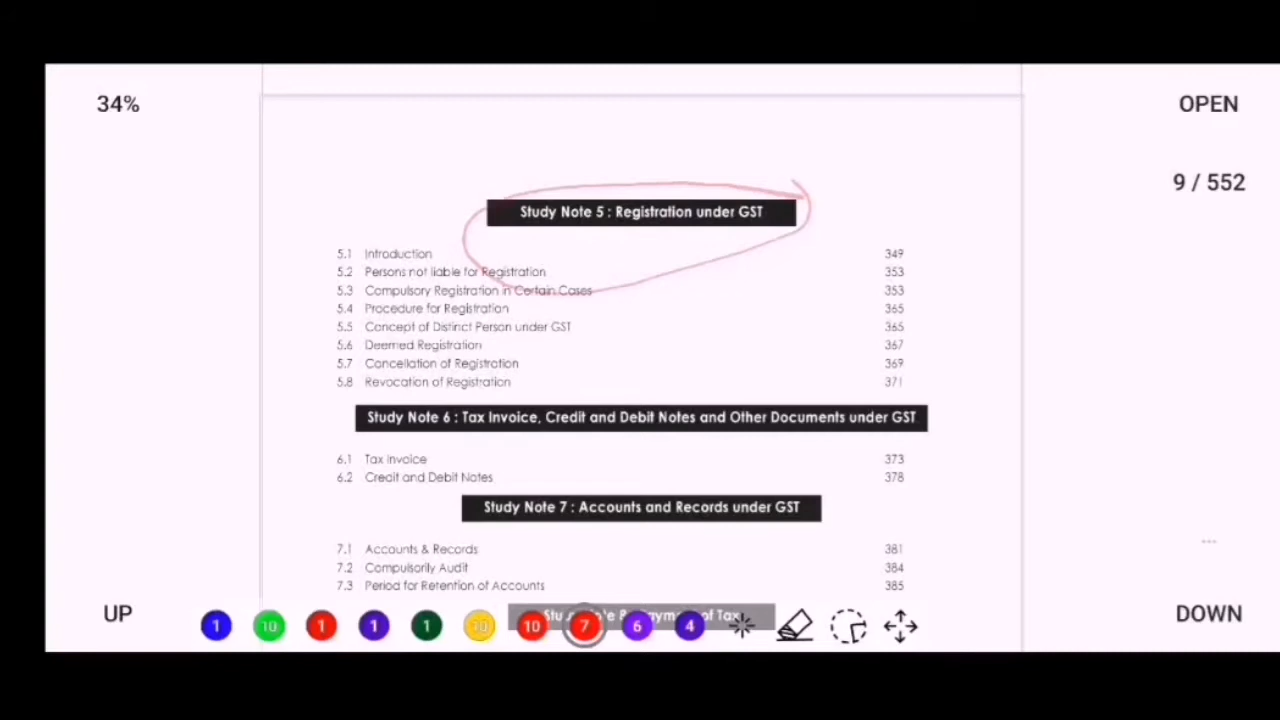 34%
OPEN
9 / 552
Study Note 5 : Registration under GST
5.1 Introduction 349
5.2 Persons not liable for Registration 353
5.3 Compulsory Registration in Certain Cases 353
5.4 Procedure for Registration 365
5.5 Concept of Distinct Person under GST 365
5.6 Deemed Registration 367
5.7 Cancellation of Registration 369
5.8 Revocation of Registration 371
Study Note 6 : Tax Invoice, Credit and Debit Notes and Other Documents under GST
6.1 Tax Invoice 373
6.2 Credit and Debit Notes 378
Study Note 7 : Accounts and Records under GST
7.1 Accounts & Records 381
7.2 Compulsorily Audit 384
7.3 Period for Retention of Accounts 385
of Tax
UP
1 10 1 1 1 10 10 7 6 4
DOWN